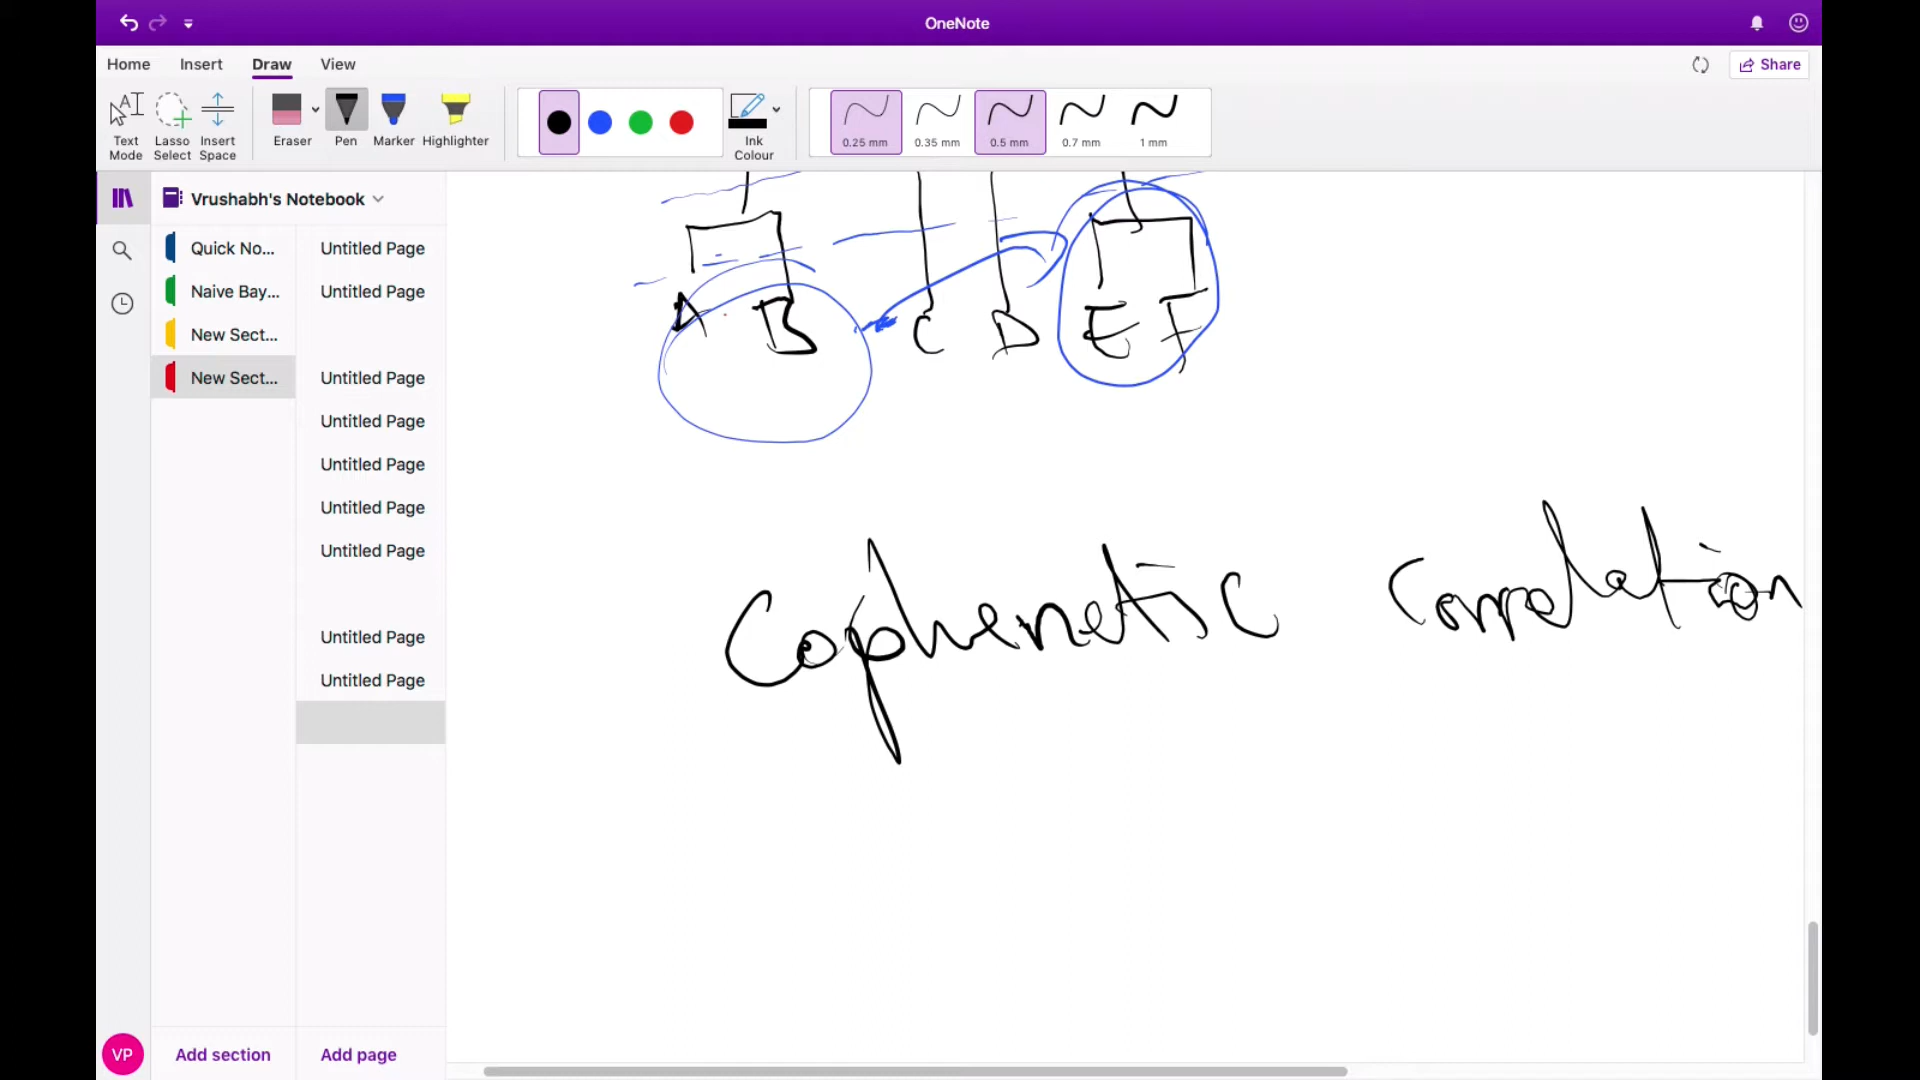 OneNote
Home Insert Draw View
Share
Text Mode
Lasso Select
Insert Space
Eraser
Pen
Marker
Highlighter
Ink Colour
0.25 mm
0.35 mm
0.5 mm
0.7 mm
1 mm
Vrushabh's Notebook
Quick No...
Naive Bay...
New Sect...
New Sect...
Untitled Page
Untitled Page
Untitled Page
Untitled Page
Untitled Page
Untitled Page
Untitled Page
Untitled Page
Untitled Page
A B C D E F
Cophenetic Correlation
VP
Add section
Add page